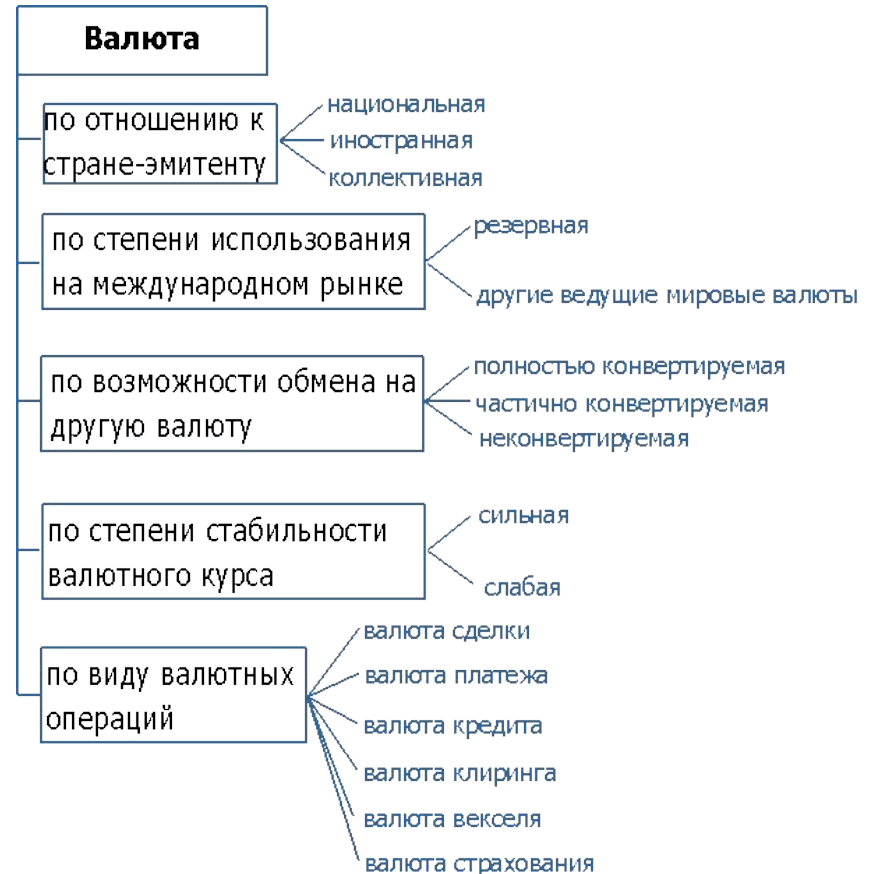 Валюта
по отношению к
стране-эмитенту
национальная
иностранная
коллективная
по степени использования
на международном рынке
резервная
другие ведущие мировые валюты
по возможности обмена на
другую валюту
полностью конвертируемая
частично конвертируемая
неконвертируемая
по степени стабильности
валютного курса
сильная
слабая
по виду валютных
операций
валюта сделки
валюта платежа
валюта кредита
валюта клиринга
валюта векселя
валюта страхования